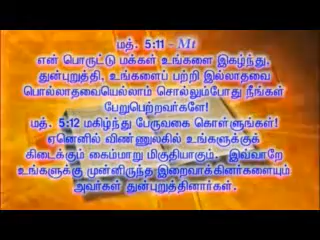 மத். 5:11 - Mt
என் பொருட்டு மக்கள் உங்களை இகழ்ந்து,
துன்புறுத்தி, உங்களைப் பற்றி இல்லாதவை
பொல்லாதவையெல்லாம் சொல்லும்போது நீங்கள்
பேறுபெற்றவர்களே!
மத். 5:12 மகிழ்ந்து பேருவகை கொள்ளுங்கள்!
ஏனெனில் விண்ணுலகில் உங்களுக்குக்
கிடைக்கும் கைம்மாறு மிகுதியாகும். இவ்வாறே
உங்களுக்கு முன்னிருந்த இறைவாக்கினர்களையும்
அவர்கள் துன்புறுத்தினார்கள்.